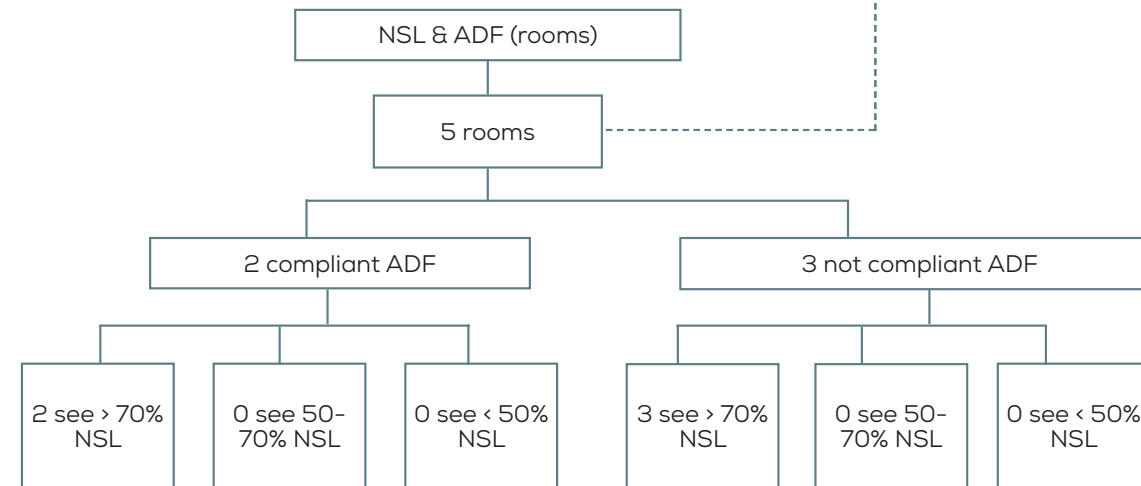 NSL & ADF (rooms)
5 rooms
2 compliant ADF
3 not compliant ADF
2 see > 70%
NSL
0 see 50-
70% NSL
0 see < 50%
NSL
3 see > 70%
NSL
0 see 50-
70% NSL
0 see < 50%
NSL